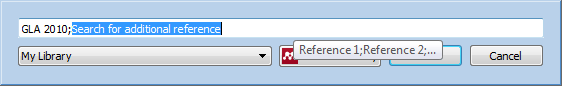 GLA 2010;Search for additional reference
My Library
Reference 1;Reference 2;...
Cancel